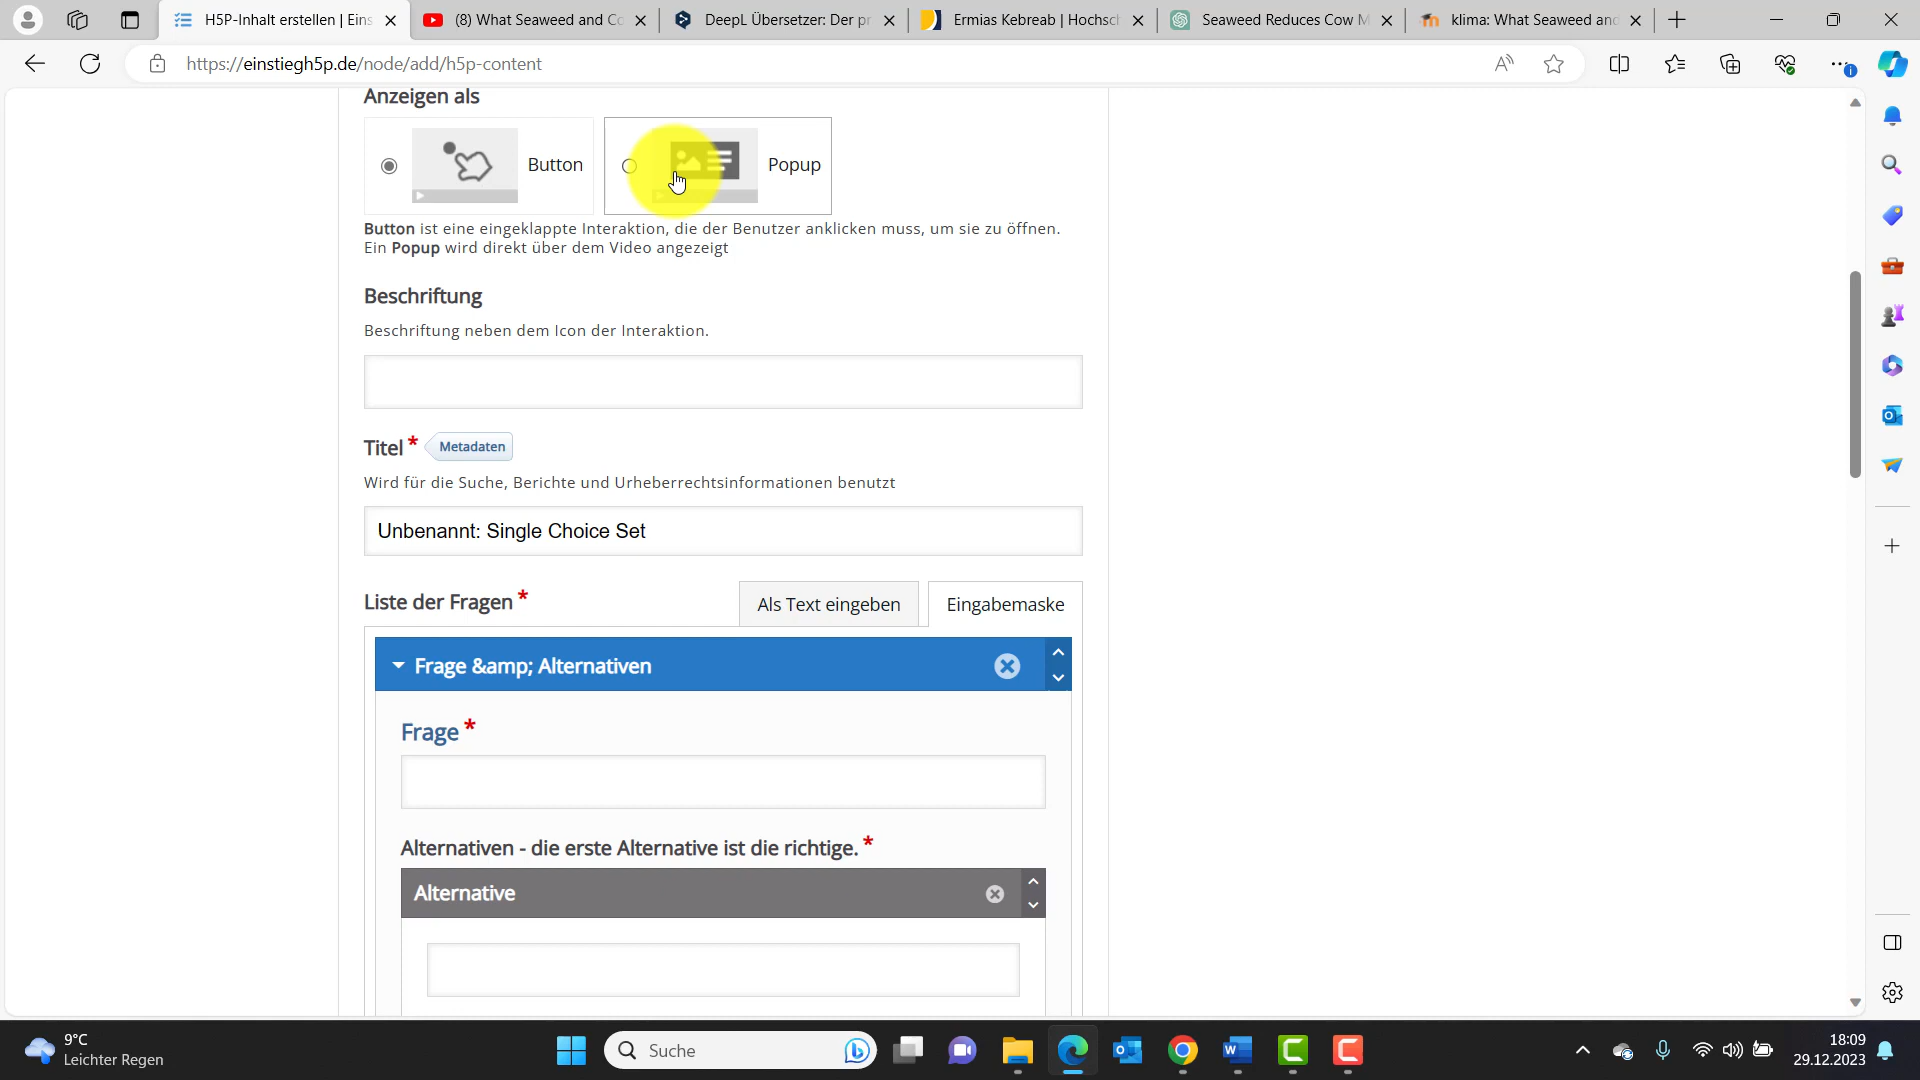 H5P-Inhalt erstellen | Eins
(8) What Seaweed and Co
DeepL Übersetzer: Der pr
Ermias Kebreab | Hochsc
Seaweed Reduces Cow M
klima: What Seaweed and
https://einstiegh5p.de/node/add/h5p-content
Anzeigen als
Button
Popup
Button ist eine eingeklappte Interaktion, die der Benutzer anklicken muss, um sie zu öffnen.
Ein Popup wird direkt über dem Video angezeigt
Beschriftung
Beschriftung neben dem Icon der Interaktion.
Titel *
Metadaten
Wird für die Suche, Berichte und Urheberrechtsinformationen benutzt
Unbenannt: Single Choice Set
Liste der Fragen *
Als Text eingeben
Eingabemaske
Frage &amp; Alternativen
Frage *
Alternativen - die erste Alternative ist die richtige. *
Alternative
9°C
Leichter Regen
Suche
18:09
29.12.2023